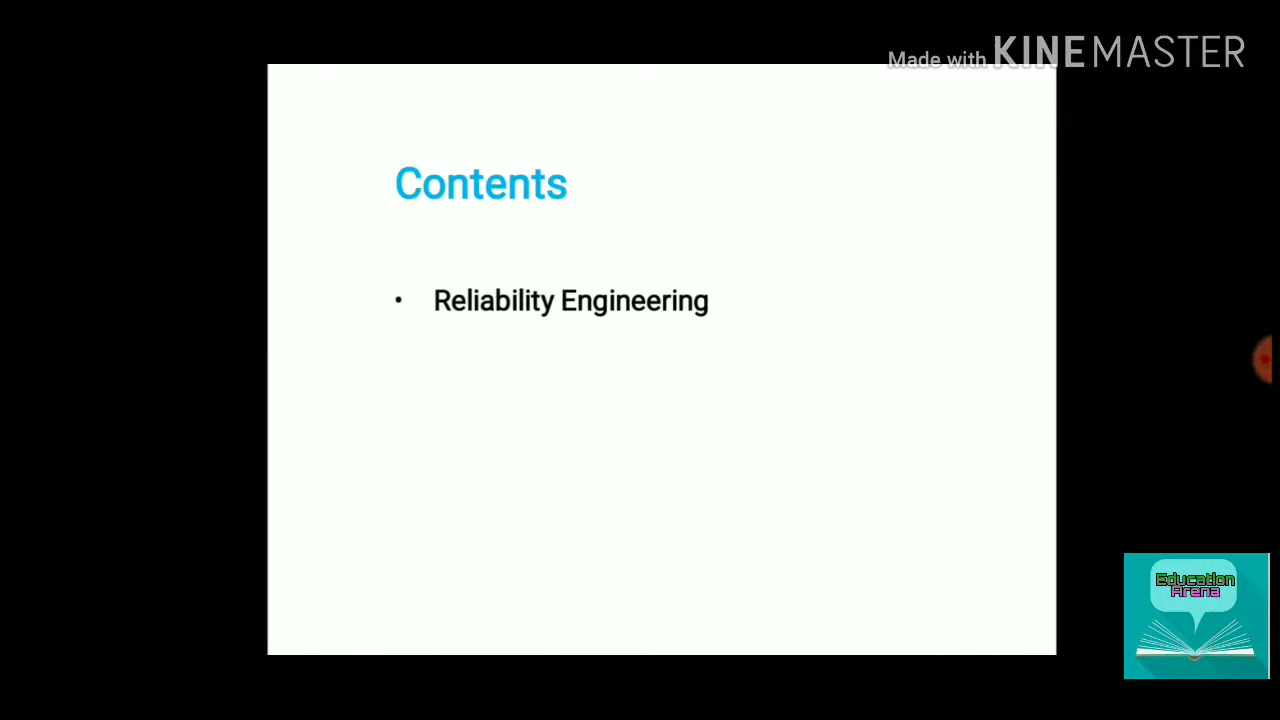 Made with KINEMASTER
Contents
• Reliability Engineering
Education
Arena